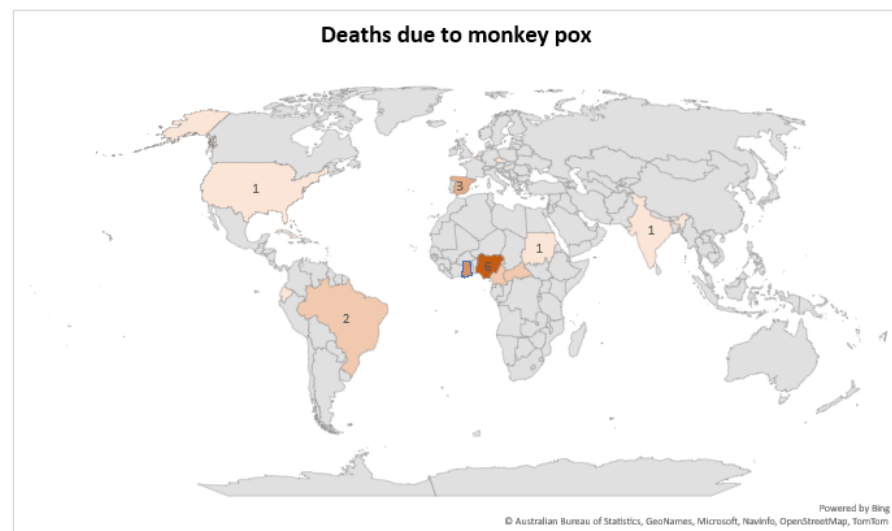 Deaths due to monkey pox
1
3
1
1
6
2
Powered by Bing
© Australian Bureau of Statistics, GeoNames, Microsoft, Navinfo, OpenStreetMap, TomTom